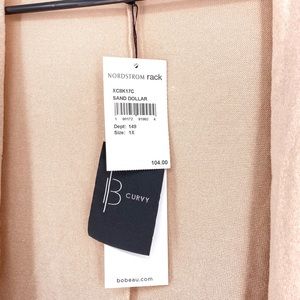 NORDSTROM rack
XC8K17C
SAND DOLLAR
Dept: 149
Size: 1X
104.00
B
CURVY
bobeau.com